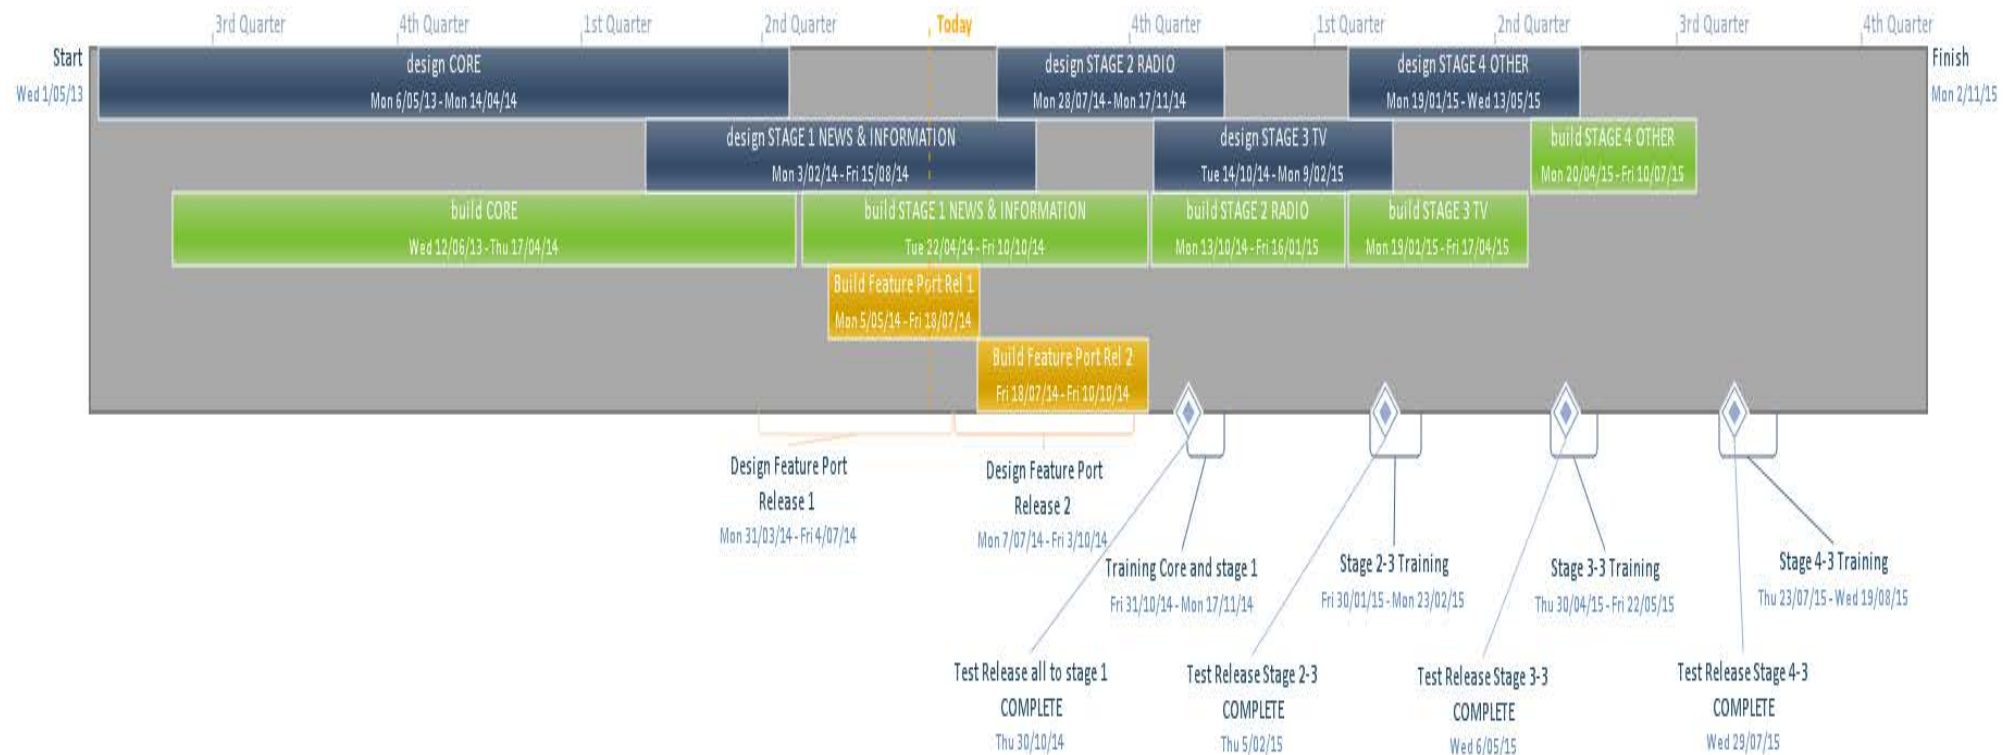 3rd Quarter
4th Quarter
1st Quarter
2nd Quarter
Today
4th Quarter
1st Quarter
2nd Quarter
3rd Quarter
4th Quarter
Start
Wed 1/05/13
Finish
Mon 2/11/15
design CORE
Mon 6/05/13 - Mon 14/04/14
design STAGE 2 RADIO
Mon 28/07/14 - Mon 17/11/14
design STAGE 4 OTHER
Mon 19/01/15 - Wed 13/05/15
design STAGE 1 NEWS & INFORMATION
Mon 3/02/14 - Fri 15/08/14
design STAGE 3 TV
Tue 14/10/14 - Mon 9/02/15
build STAGE 4 OTHER
Mon 20/04/15 - Fri 10/07/15
build CORE
Wed 12/06/13 - Thu 17/04/14
build STAGE 1 NEWS & INFORMATION
Tue 22/04/14 - Fri 10/10/14
build STAGE 2 RADIO
Mon 13/10/14 - Fri 16/01/15
build STAGE 3 TV
Mon 19/01/15 - Fri 17/04/15
Build Feature Port Rel 1
Mon 5/05/14 - Fri 18/07/14
Build Feature Port Rel 2
Fri 18/07/14 - Fri 10/10/14
Design Feature Port
Release 1
Mon 31/03/14 - Fri 4/07/14
Design Feature Port
Release 2
Mon 7/07/14 - Fri 3/10/14
Training Core and stage 1
Fri 31/10/14 - Mon 17/11/14
Stage 2-3 Training
Fri 30/01/15 - Mon 23/02/15
Stage 3-3 Training
Thu 30/04/15 - Fri 22/05/15
Stage 4-3 Training
Thu 23/07/15 - Wed 19/08/15
Test Release all to stage 1
COMPLETE
Thu 30/10/14
Test Release Stage 2-3
COMPLETE
Thu 5/02/15
Test Release Stage 3-3
COMPLETE
Wed 6/05/15
Test Release Stage 4-3
COMPLETE
Wed 29/07/15